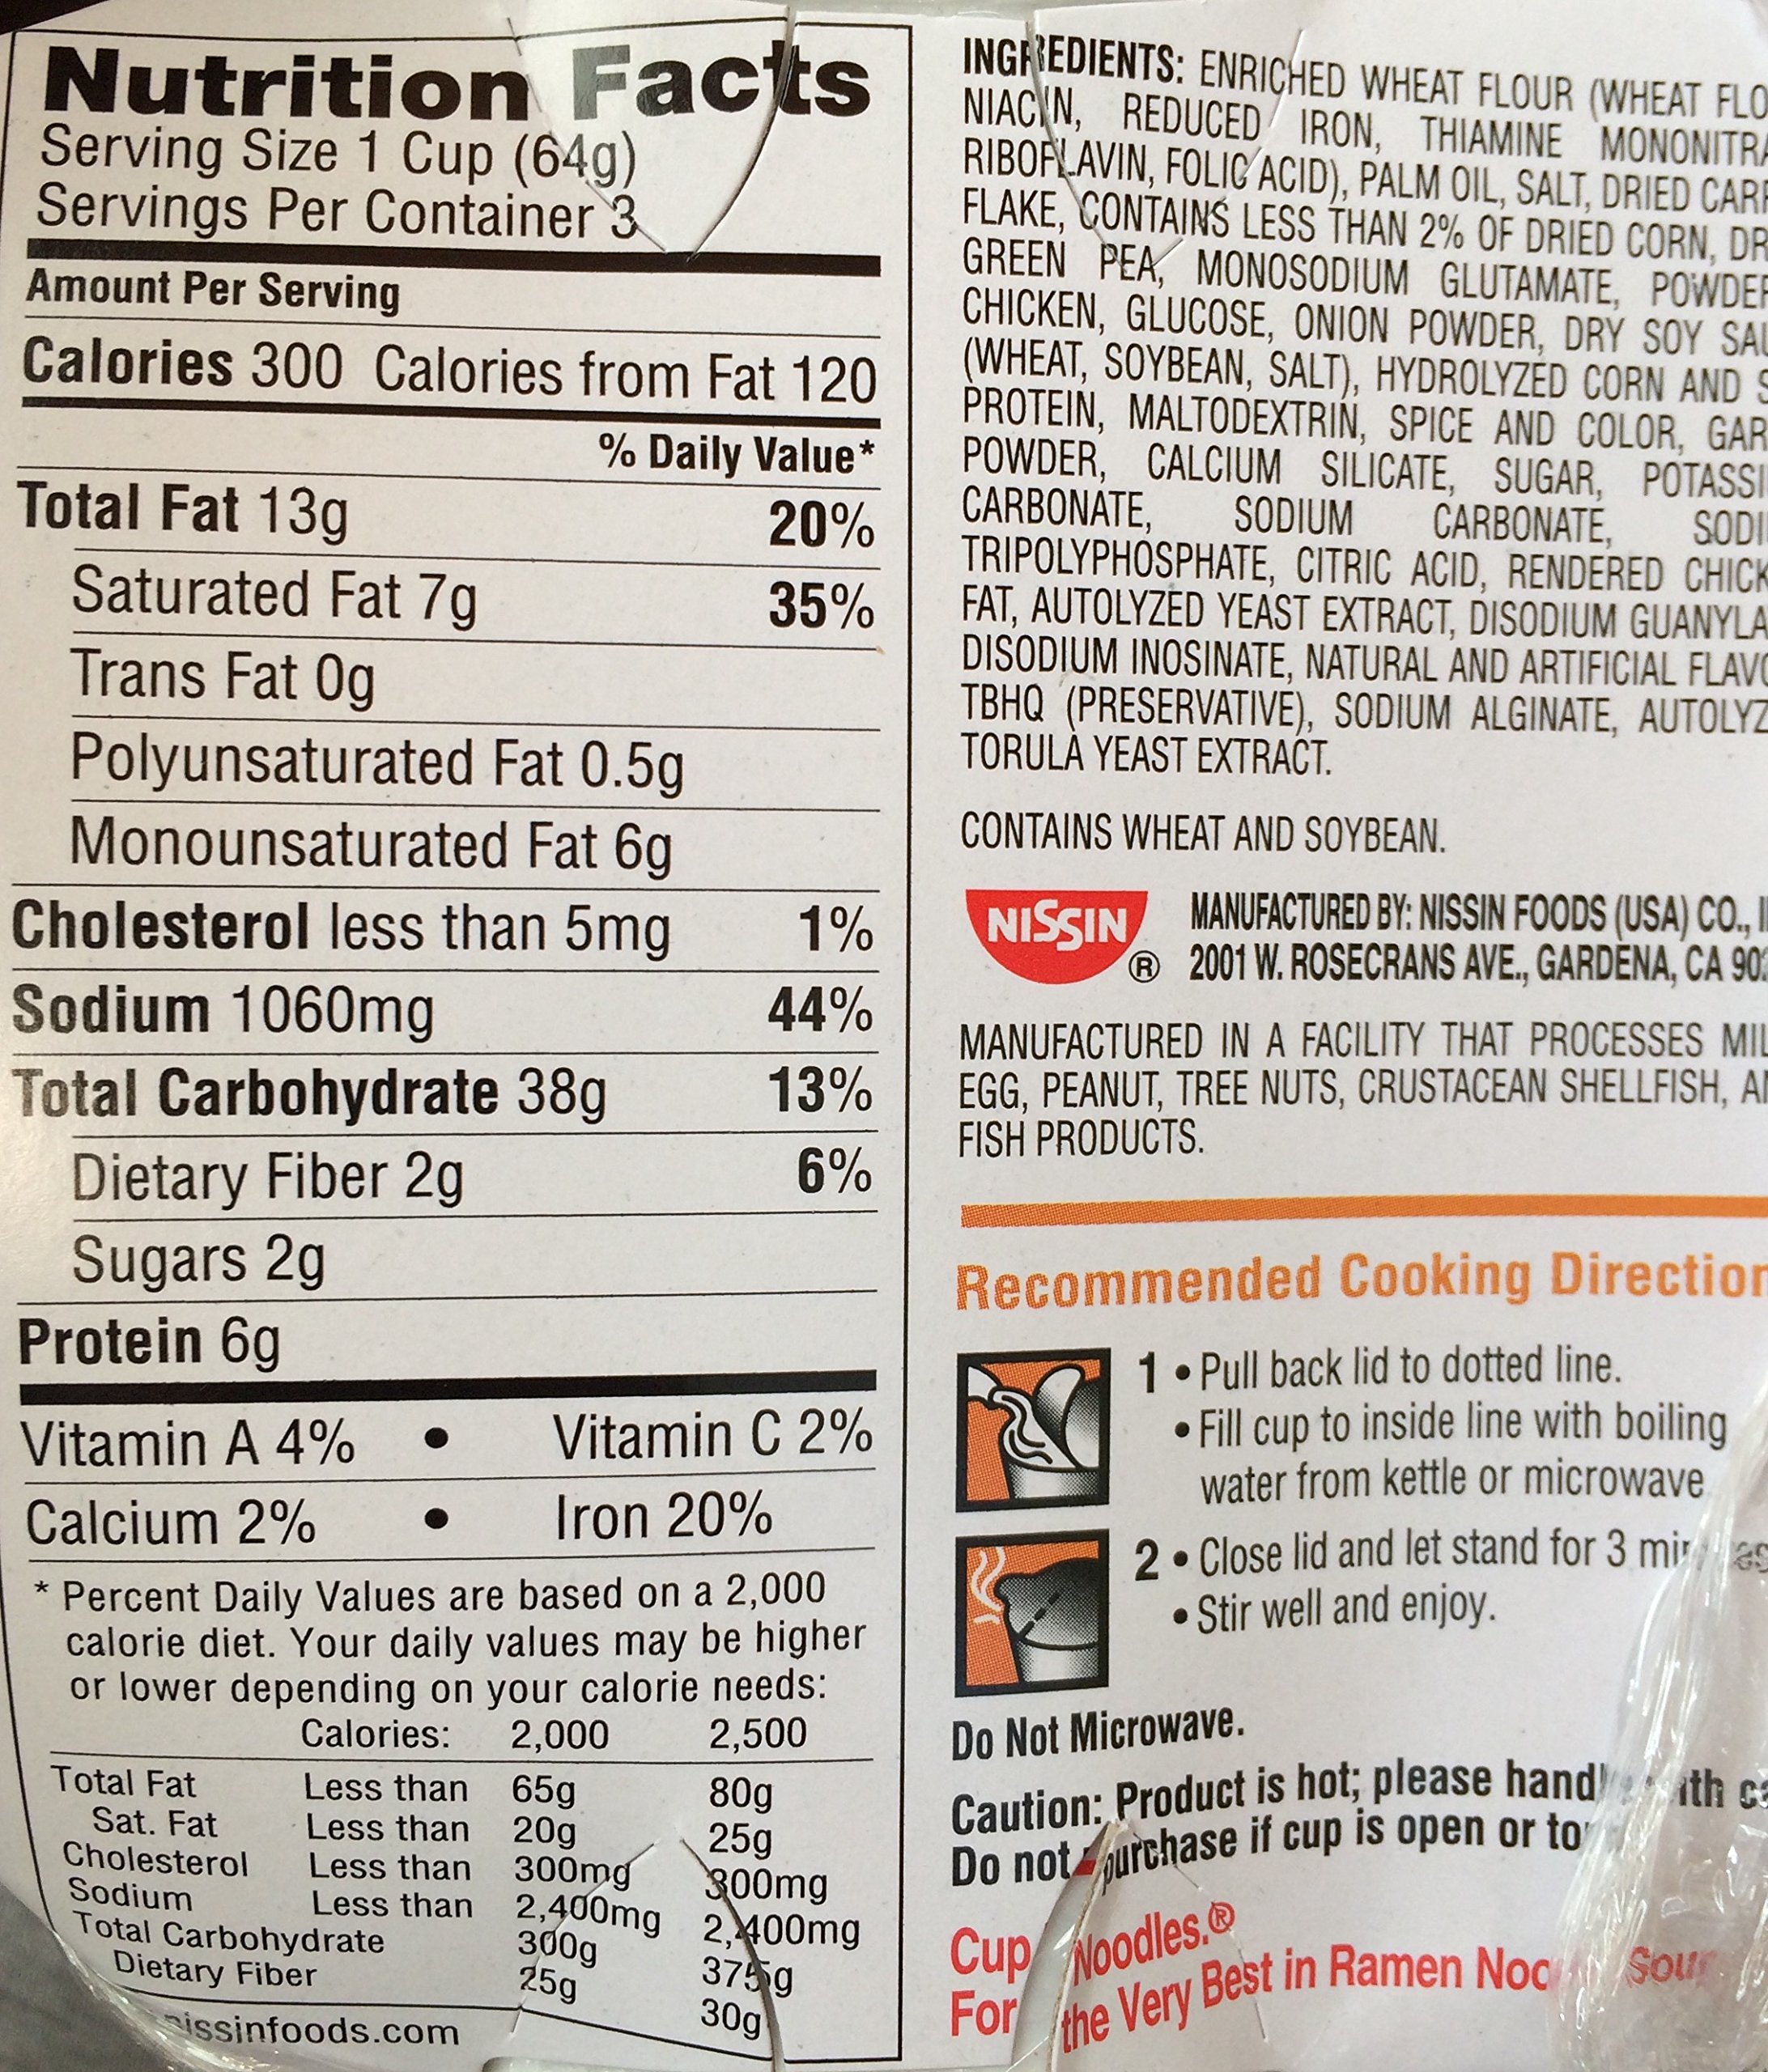 Nutrition Facts
Serving Size 1 Cup (64g)
Servings Per Container 3
Amount Per Serving
Calories 300 Calories from Fat 120
% Daily Value*
Total Fat 13g 20%
Saturated Fat 7g 35%
Trans Fat 0g
Polyunsaturated Fat 0.5g
Monounsaturated Fat 6g
Cholesterol less than 5mg 1%
Sodium 1060mg 44%
Total Carbohydrate 38g 13%
Dietary Fiber 2g 6%
Sugars 2g
Protein 6g
Vitamin A 4% • Vitamin C 2%
Calcium 2% • Iron 20%
* Percent Daily Values are based on a 2,000
calorie diet. Your daily values may be higher
or lower depending on your calorie needs:
Calories: 2,000 2,500
Total Fat Less than 65g 80g
Sat. Fat Less than 20g 25g
Cholesterol Less than 300mg 300mg
Sodium Less than 2,400mg 2,400mg
Total Carbohydrate 300g 375g
Dietary Fiber 25g 30g
nissinfoods.com
INGREDIENTS: ENRICHED WHEAT FLOUR (WHEAT
NIACIN, REDUCED IRON, THIAMINE
RIBOFLAVIN, FOLIC ACID), PALM OIL, SALT, DRIED
FLAKE, CONTAINS LESS THAN 2% OF DRIED CORN,
GREEN PEA, MONOSODIUM GLUTAMATE,
CHICKEN, GLUCOSE, ONION POWDER, DRY SOY
(WHEAT, SOYBEAN, SALT), HYDROLYZED CORN AND
PROTEIN, MALTODEXTRIN, SPICE AND COLOR,
POWDER, CALCIUM SILICATE, SUGAR,
CARBONATE, SODIUM CARBONATE,
TRIPOLYPHOSPHATE, CITRIC ACID, RENDERED
FAT, AUTOLYZED YEAST EXTRACT, DISODIUM
DISODIUM INOSINATE, NATURAL AND ARTIFICIAL
TBHQ (PRESERVATIVE), SODIUM ALGINATE,
TORULA YEAST EXTRACT.
CONTAINS WHEAT AND SOYBEAN.
NISSIN ®
MANUFACTURED BY: NISSIN FOODS (USA) CO.,
2001 W. ROSECRANS AVE., GARDENA, CA
MANUFACTURED IN A FACILITY THAT PROCESSES
EGG, PEANUT, TREE NUTS, CRUSTACEAN SHELLFISH,
FISH PRODUCTS.
Recommended Cooking
1 • Pull back lid to dotted line.
• Fill cup to inside line with boiling
water from kettle or microwave
2 • Close lid and let stand for 3
• Stir well and enjoy.
Do Not Microwave.
Caution: Product is hot; please
Do not purchase if cup is open or
Cup Noodles.®
For the Very Best in Ramen